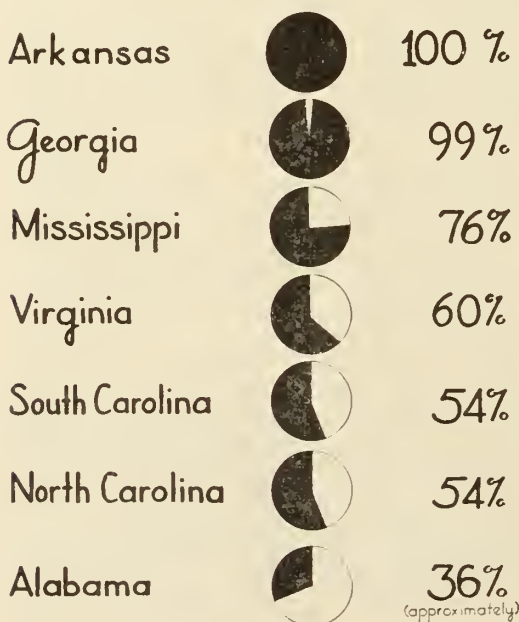 Arkansas 100 %
Georgia 99%
Mississippi 76%
Virginia 60%
South Carolina 54%
North Carolina 54%
Alabama 36%
(approximately)